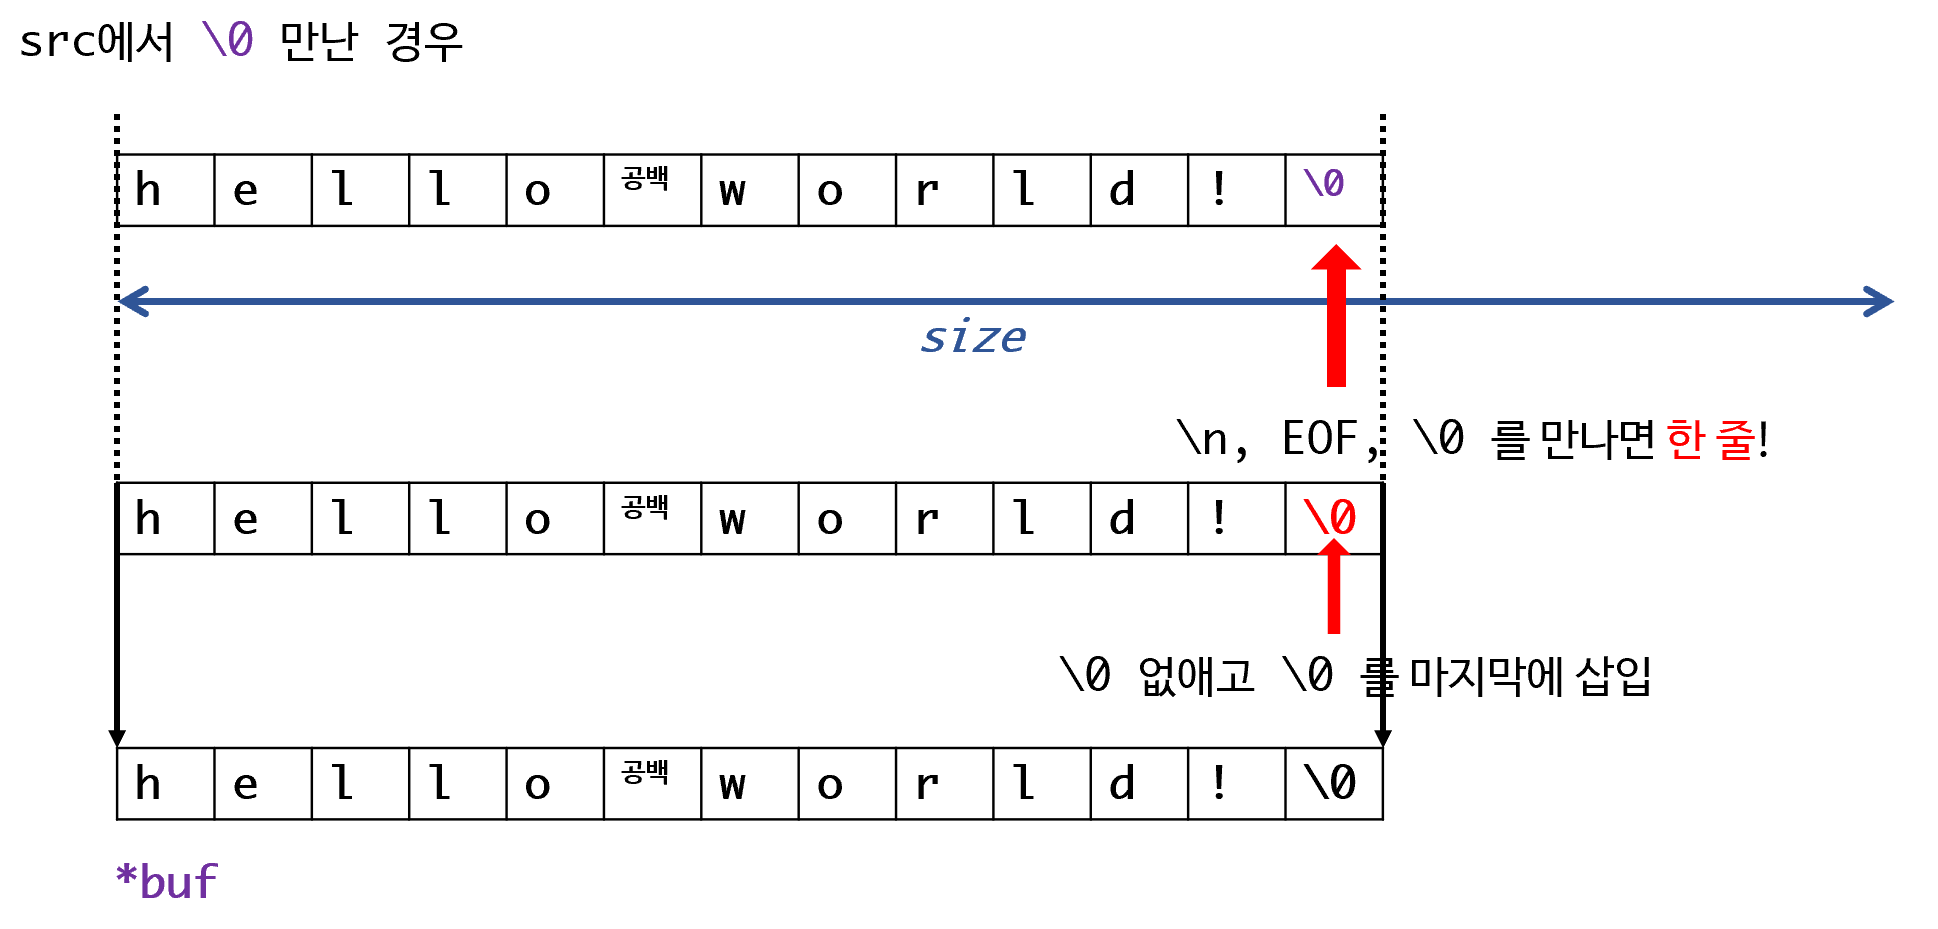 src에서 \0 만난 경우
h e l l o 공백 w o r l d ! \0
size
\n, EOF, \0 를 만나면 한 줄!
h e l l o 공백 w o r l d ! \0
\0 없애고 \0 를 마지막에 삽입
h e l l o 공백 w o r l d ! \0
*buf